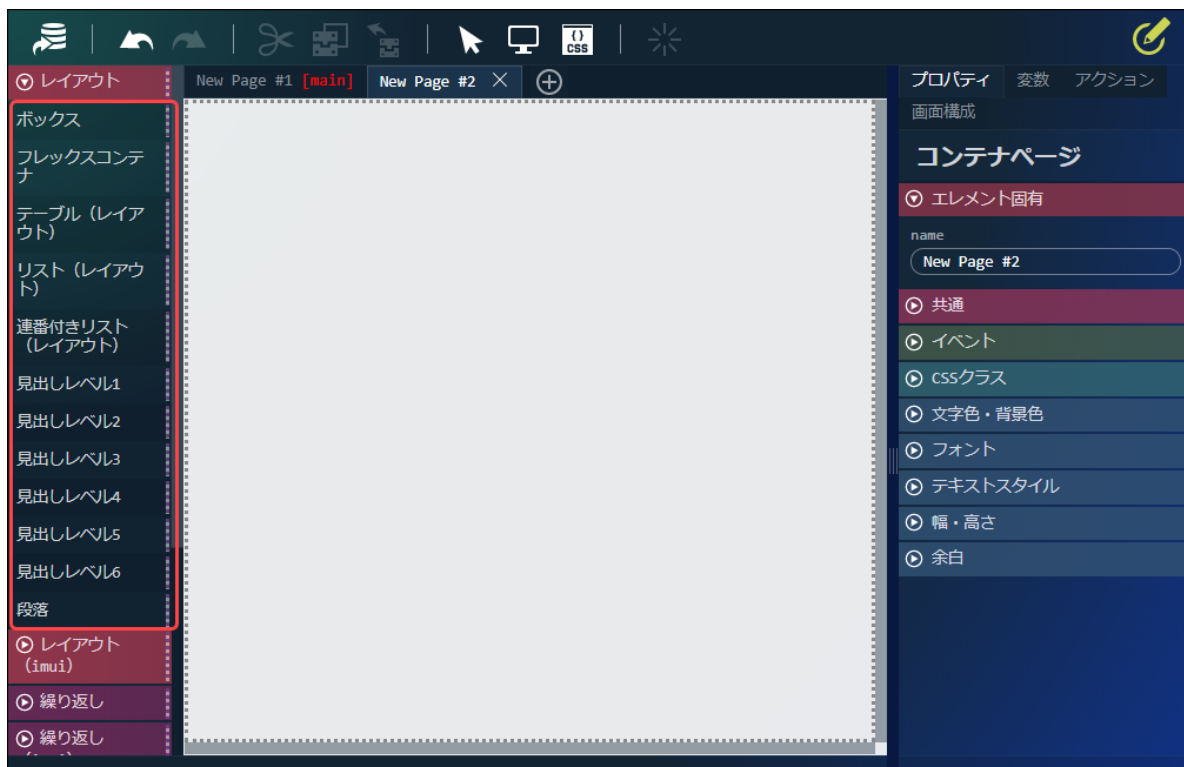 {}
CSS
レイアウト
New Page #1 [main]
New Page #2
プロパティ 変数 アクション
画面構成
ボックス
フレックスコンテ
ナ
テーブル（レイア
ウト）
リスト（レイアウ
ト）
連番付きリスト
（レイアウト）
見出しレベル1
見出しレベル2
見出しレベル3
見出しレベル4
見出しレベル5
見出しレベル6
段落
レイアウト
（imui）
繰り返し
繰り返し
コンテナページ
エレメント固有
name
New Page #2
共通
イベント
CSSクラス
文字色・背景色
フォント
テキストスタイル
幅・高さ
余白